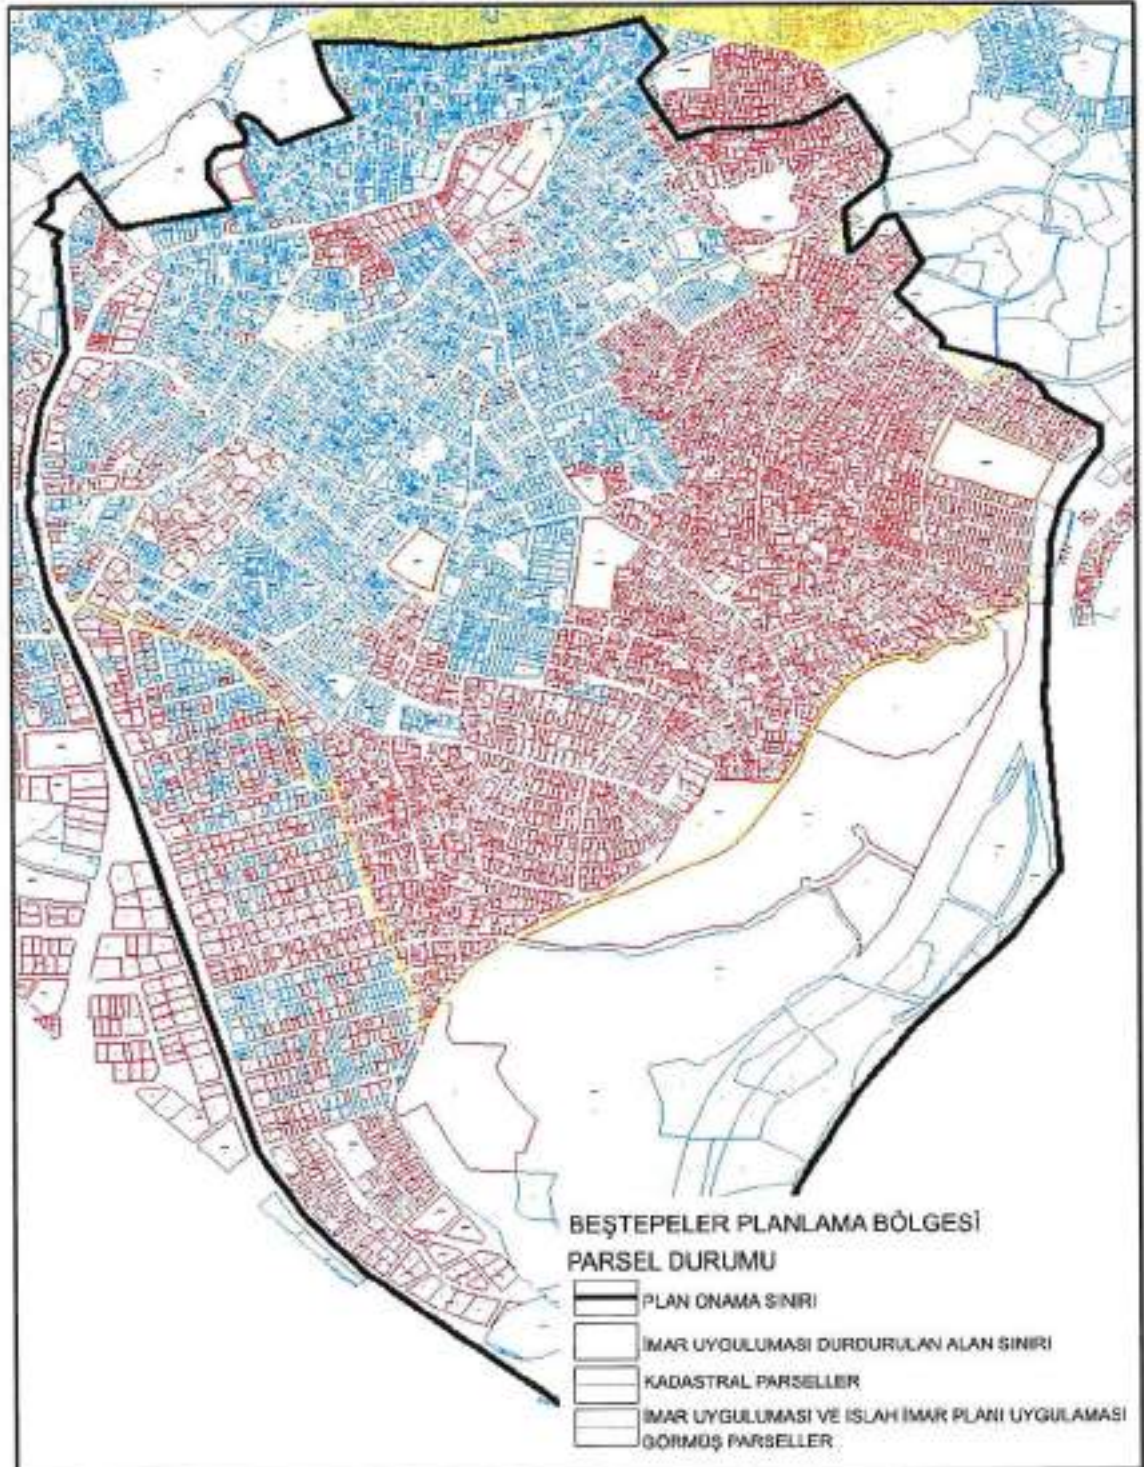 BEŞTEPELER PLANLAMA BÖLGESİ
PARSEL DURUMU
PLAN ONAMA SINIRI
İMAR UYGULUMASI DURDURULAN ALAN SINIRI
KADASTRAL PARSELLER
İMAR UYGULUMASI VE ISLAH İMAR PLANI UYGULAMASI
GÖRMÜŞ PARSELLER